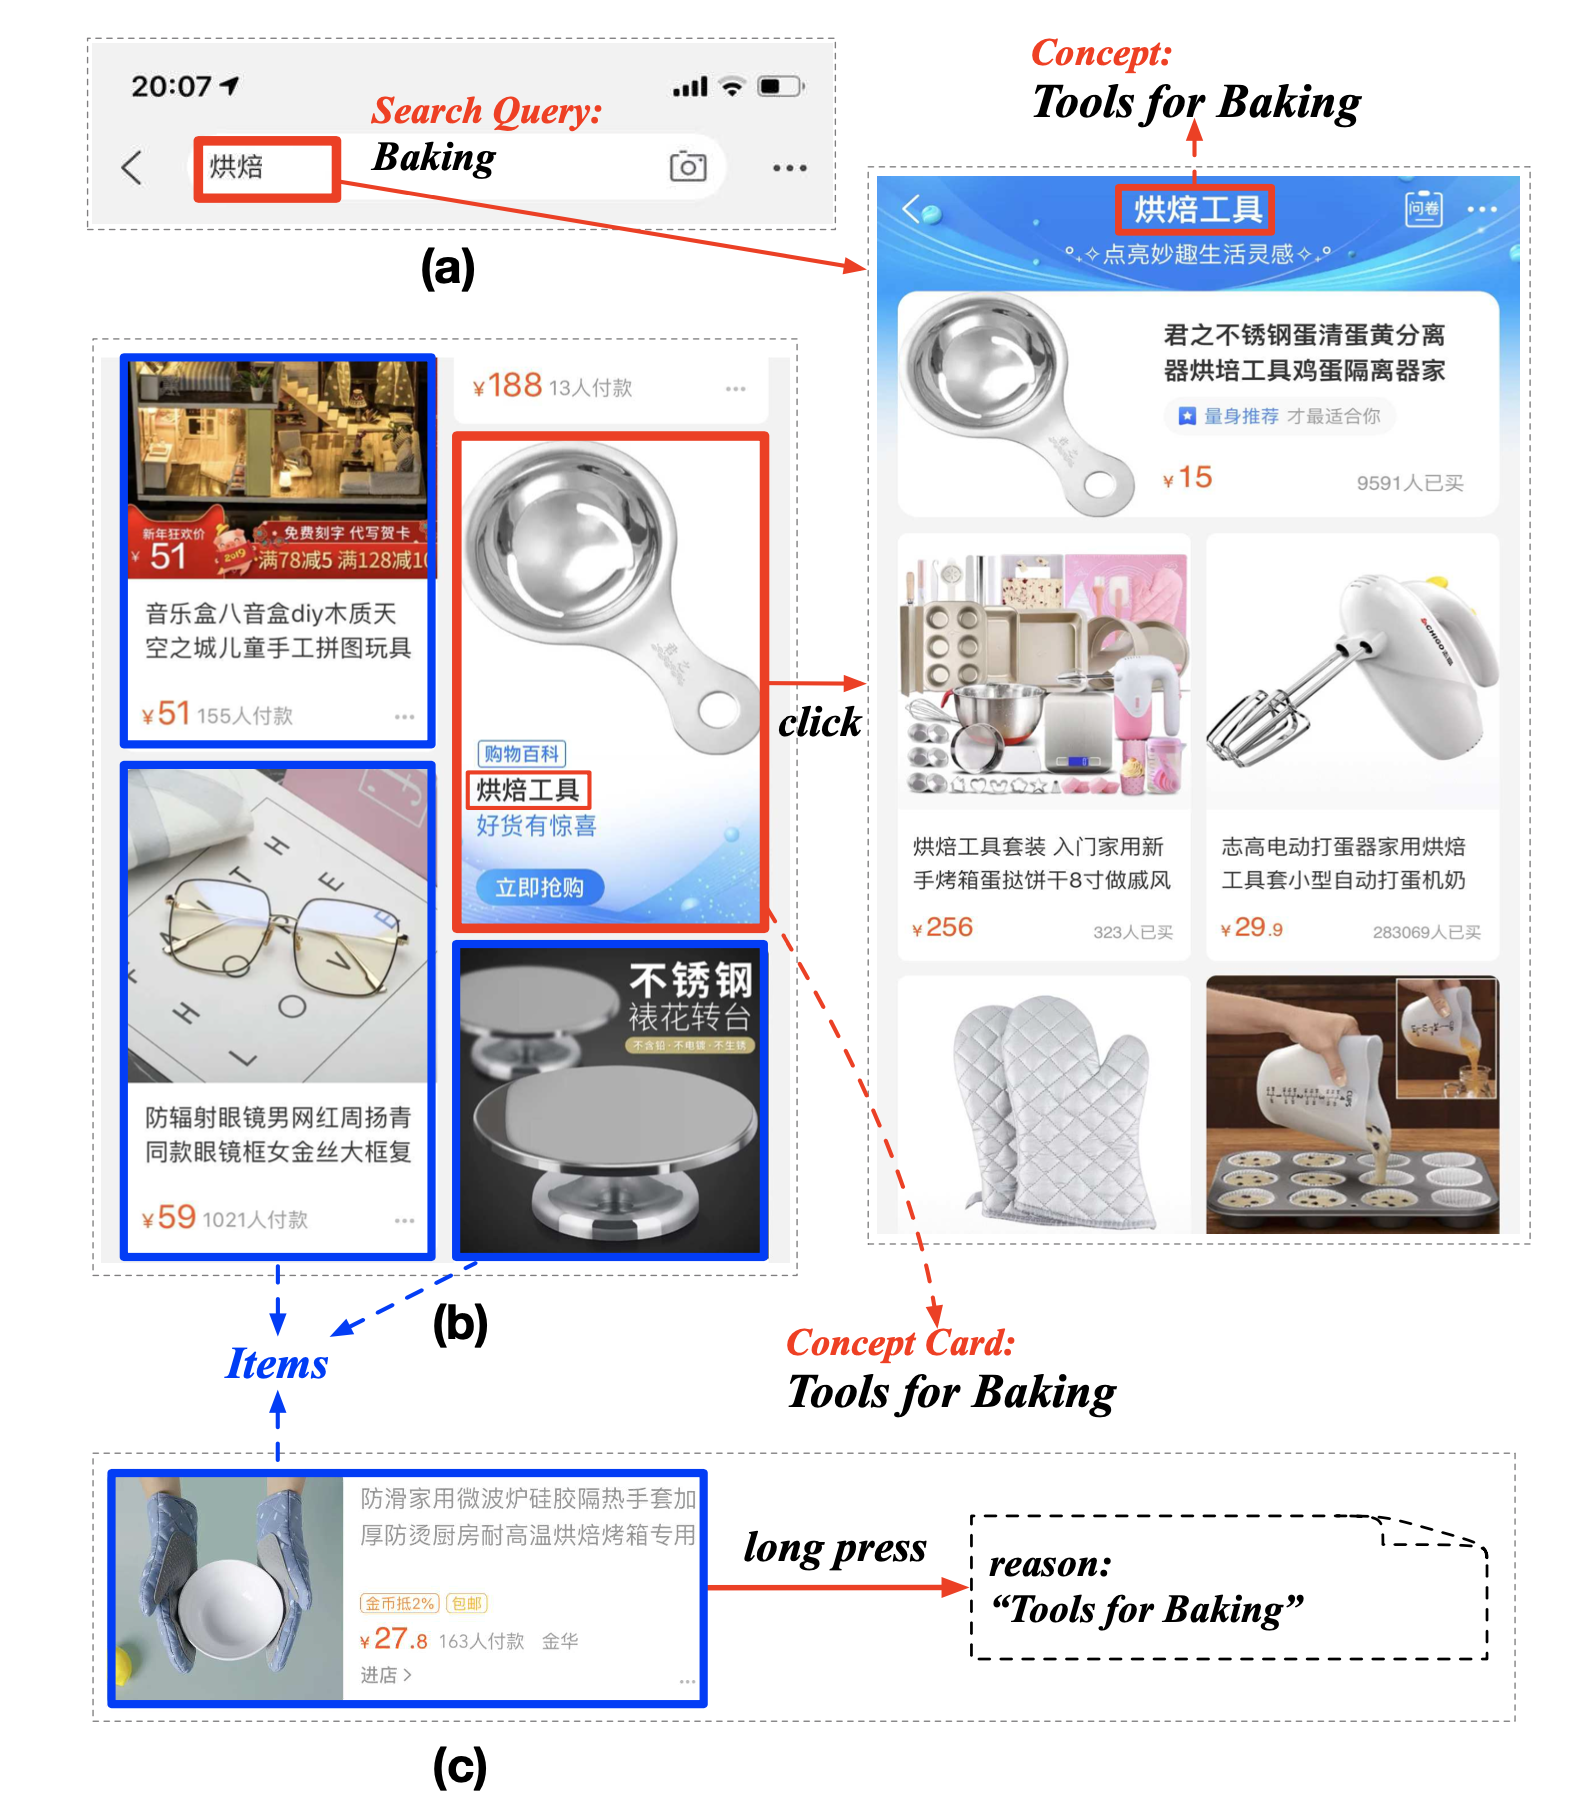 20:07
Search Query:
Baking
烘焙
(a)
Concept:
Tools for Baking
烘焙工具
问卷
点亮妙趣生活灵感
君之不锈钢蛋清蛋黄分离
器烘培工具鸡蛋隔离器家
量身推荐 才最适合你
¥15
9591人已买
烘焙工具套装 入门家用新
手烤箱蛋挞饼干8寸做戚风
¥256
323人已买
CHIGO
志高电动打蛋器家用烘焙
工具套小型自动打蛋机奶
¥29.9
283069人已买
CUPS
新年狂欢价
¥51
2019
免费刻字 代写贺卡
满78减5 满128减10
音乐盒八音盒diy木质天
空之城儿童手工拼图玩具
¥51 155人付款
H
T
E
E
V
O
H
O
L
防辐射眼镜男网红周扬青
同款眼镜框女金丝大框复
¥59 1021人付款
¥188 13人付款
君之
购物百科
烘焙工具
好货有惊喜
立即抢购
click
不锈钢
裱花转台
不含铅·不电镀·不生锈
(b)
Items
Concept Card:
Tools for Baking
防滑家用微波炉硅胶隔热手套加
厚防烫厨房耐高温烘焙烤箱专用
金币抵2% 包邮
¥27.8 163人付款 金华
进店 >
long press
reason:
“Tools for Baking”
(c)